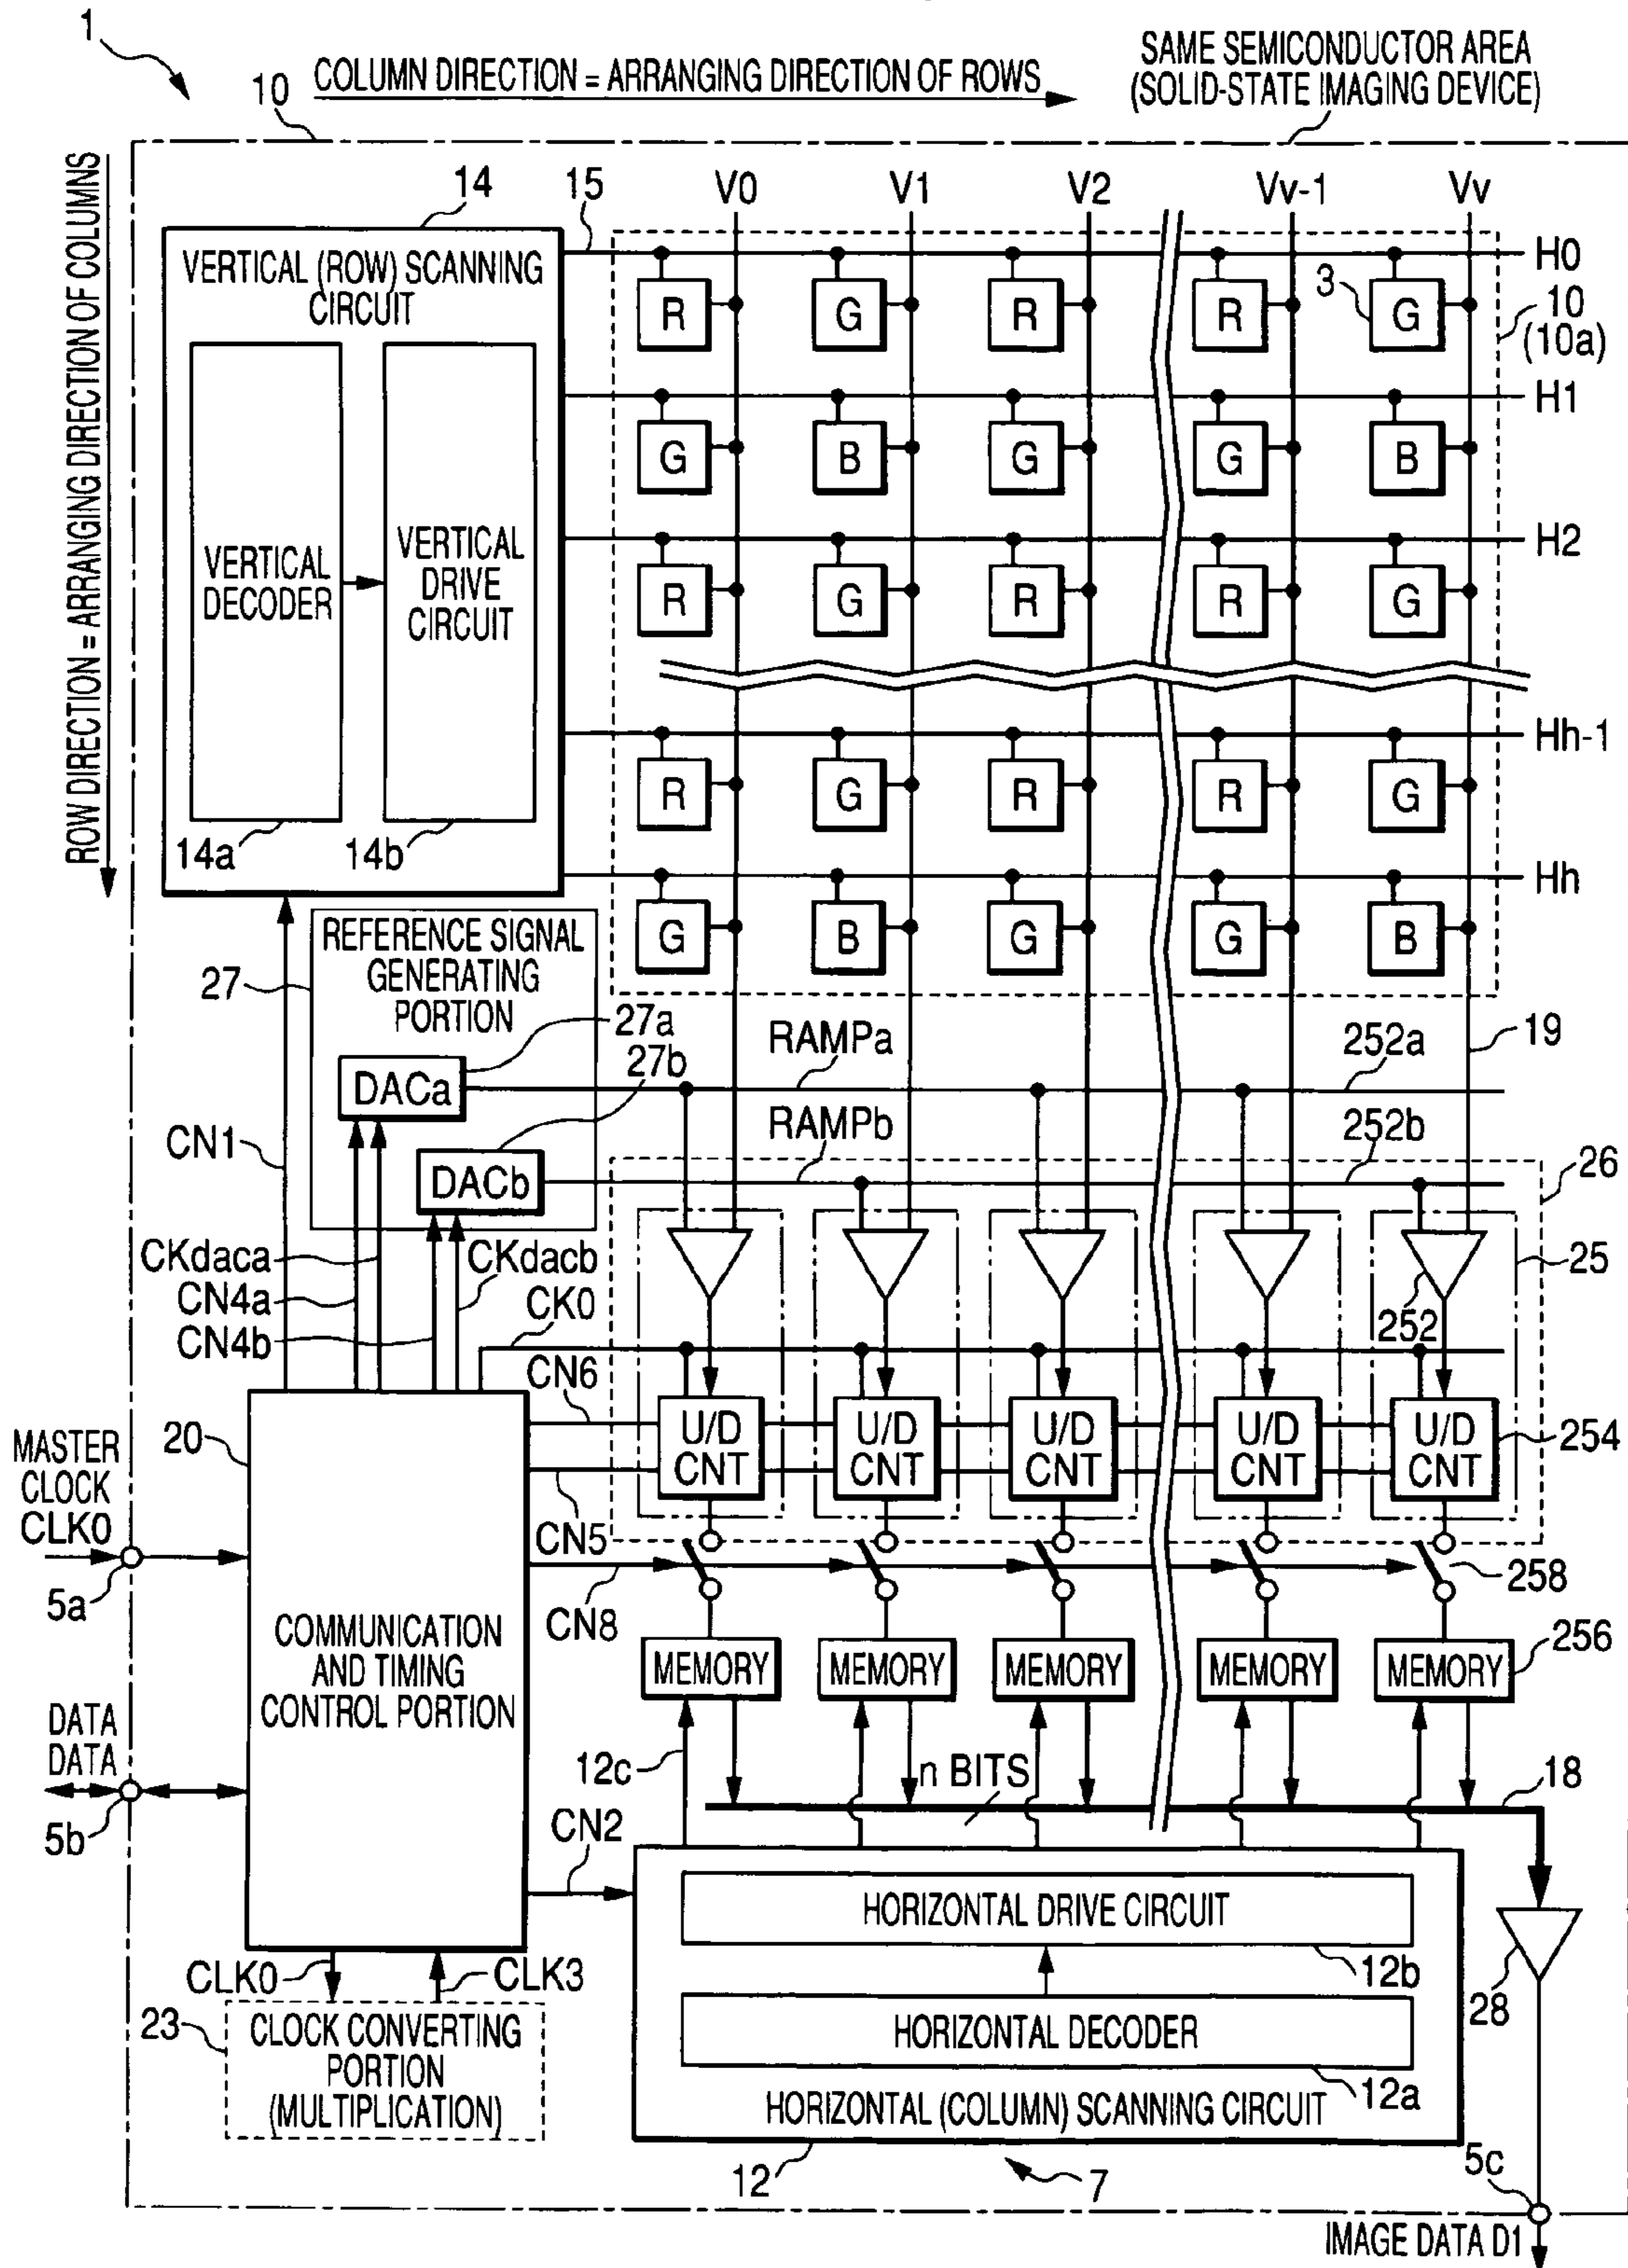 1
COLUMN DIRECTION = ARRANGING DIRECTION OF ROWS
SAME SEMICONDUCTOR AREA
(SOLID-STATE IMAGING DEVICE)
10
ROW DIRECTION = ARRANGING DIRECTION OF COLUMNS
14
15
V0
V1
V2
Vv-1
Vv
VERTICAL (ROW) SCANNING
CIRCUIT
H0
3
10
(10a)
R G R R G
H1
G B G G B
VERTICAL
DECODER
VERTICAL
DRIVE
CIRCUIT
H2
R G R R G
Hh-1
R G R R G
14a
14b
Hh
G B G G B
REFERENCE SIGNAL
GENERATING
PORTION
27
27a
27b
DACa
DACb
RAMPa
252a
19
RAMPb
252b
26
CN1
CKdaca
CKdacb
CN4a
CK0
CN4b
25
252
CN6
U/D
CNT
U/D
CNT
U/D
CNT
U/D
CNT
U/D
CNT
254
20
MASTER
CLOCK
CLK0
CN5
5a
CN8
258
COMMUNICATION
AND TIMING
CONTROL PORTION
MEMORY MEMORY MEMORY MEMORY MEMORY
256
DATA
DATA
12c
n BITS
18
5b
CN2
HORIZONTAL DRIVE CIRCUIT
12b
28
CLK0
CLK3
23
CLOCK CONVERTING
PORTION
(MULTIPLICATION)
HORIZONTAL DECODER
12a
HORIZONTAL (COLUMN) SCANNING CIRCUIT
12
7
5c
IMAGE DATA D1